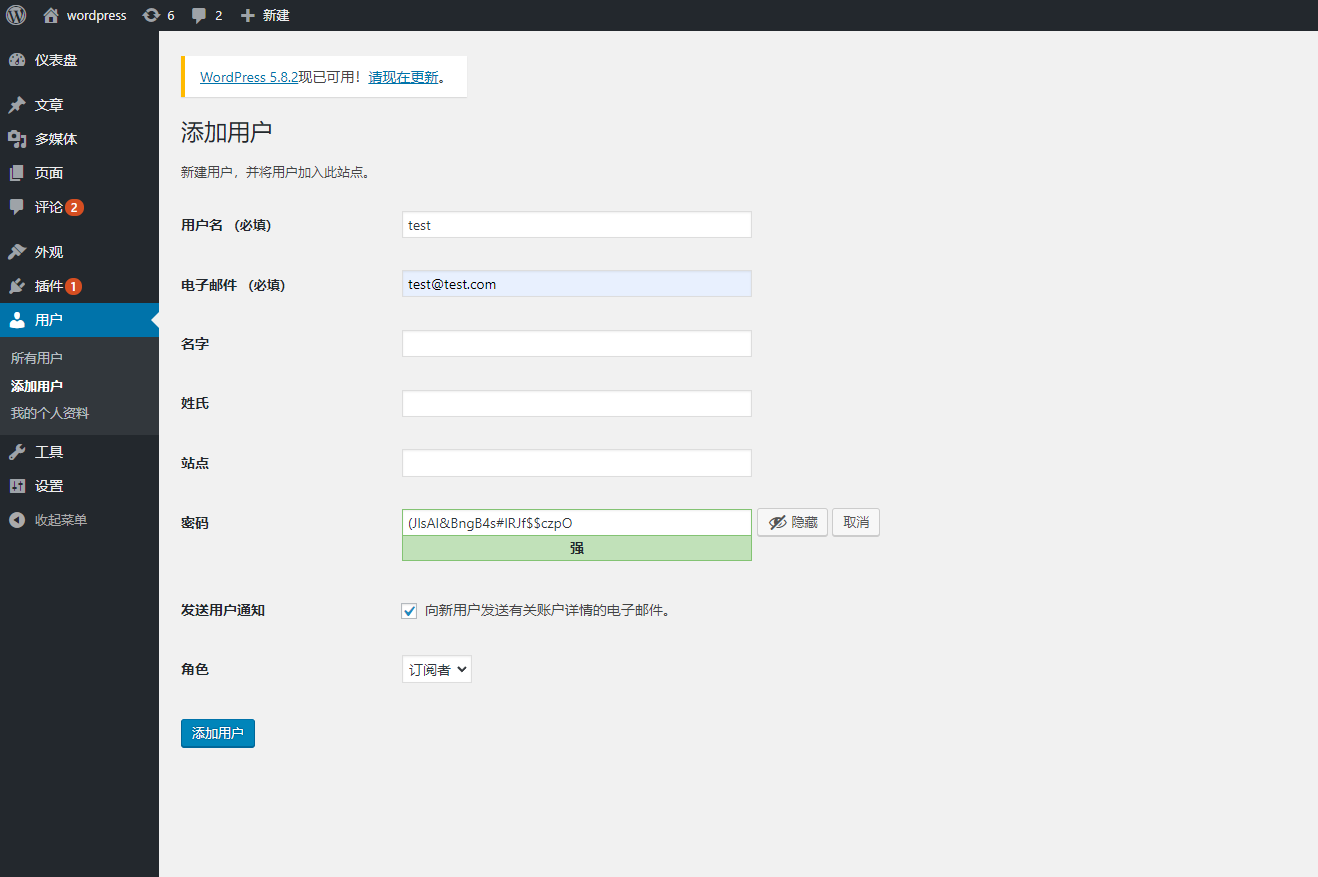 wordpress 6 2 新建
仪表盘
文章
多媒体
页面
评论 2
外观
插件 1
用户
所有用户
添加用户
我的个人资料
工具
设置
收起菜单
WordPress 5.8.2现已可用！请现在更新。
添加用户
新建用户，并将用户加入此站点。
用户名 （必填） test
电子邮件 （必填） test@test.com
名字
姓氏
站点
密码 (JlsAI&BngB4s#IRJf$$czpO 隐藏 取消
强
发送用户通知 向新用户发送有关账户详情的电子邮件。
角色 订阅者
添加用户